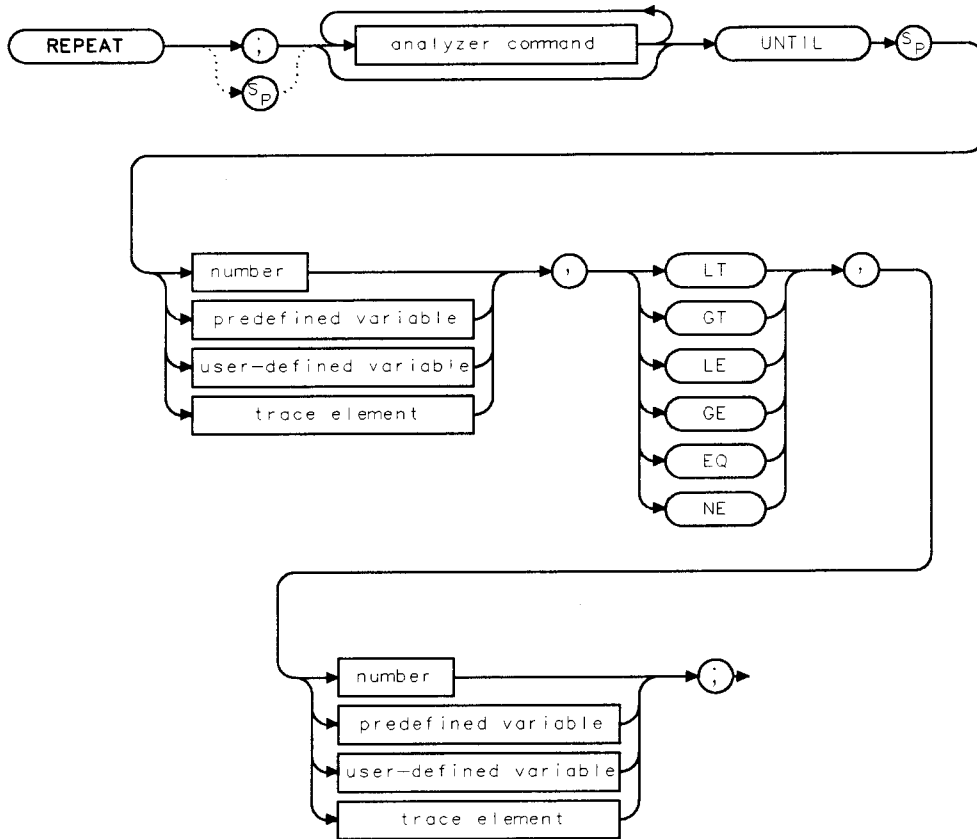 REPEAT ; analyzer command UNTIL SP
SP
number , LT ,
predefined variable GT
user-defined variable LE
trace element GE
EQ
NE
number ;
predefined variable
user-defined variable
trace element